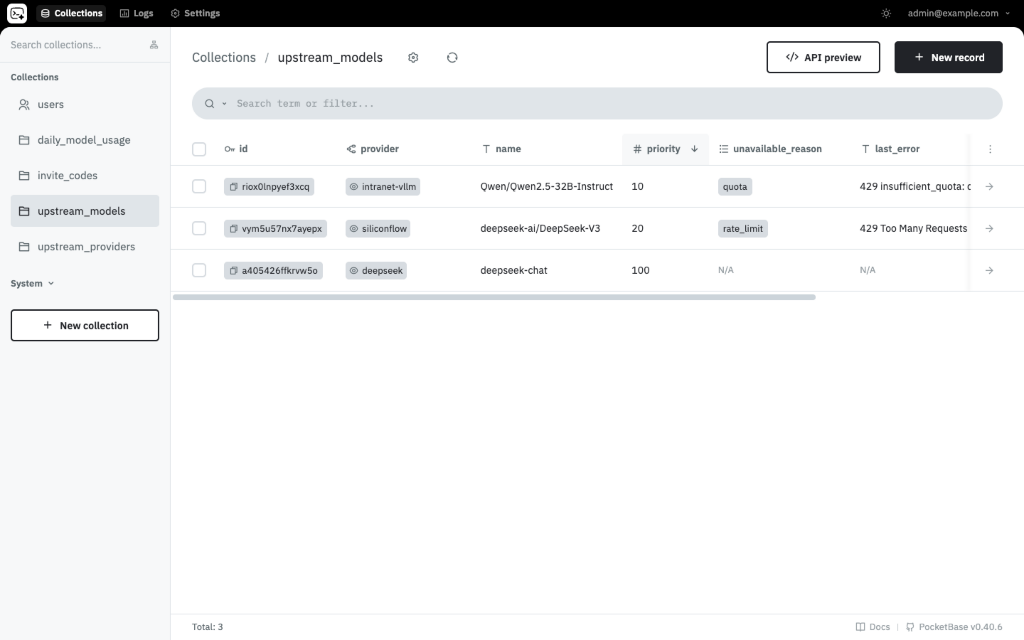 Collections Logs Settings admin@example.com
Search collections...
Collections
users
daily_model_usage
invite_codes
upstream_models
upstream_providers
System
New collection
Collections / upstream_models
API preview
New record
Search term or filter...
id provider name priority unavailable_reason last_error
riox0lnpyef3xcq intranet-vllm Qwen/Qwen2.5-32B-Instruct 10 quota 429 insufficient_quota:
vym5u57nx7ayepx siliconflow deepseek-ai/DeepSeek-V3 20 rate_limit 429 Too Many Requests
a405426ffkrvw5o deepseek deepseek-chat 100 N/A N/A
Total: 3
Docs | PocketBase v0.40.6